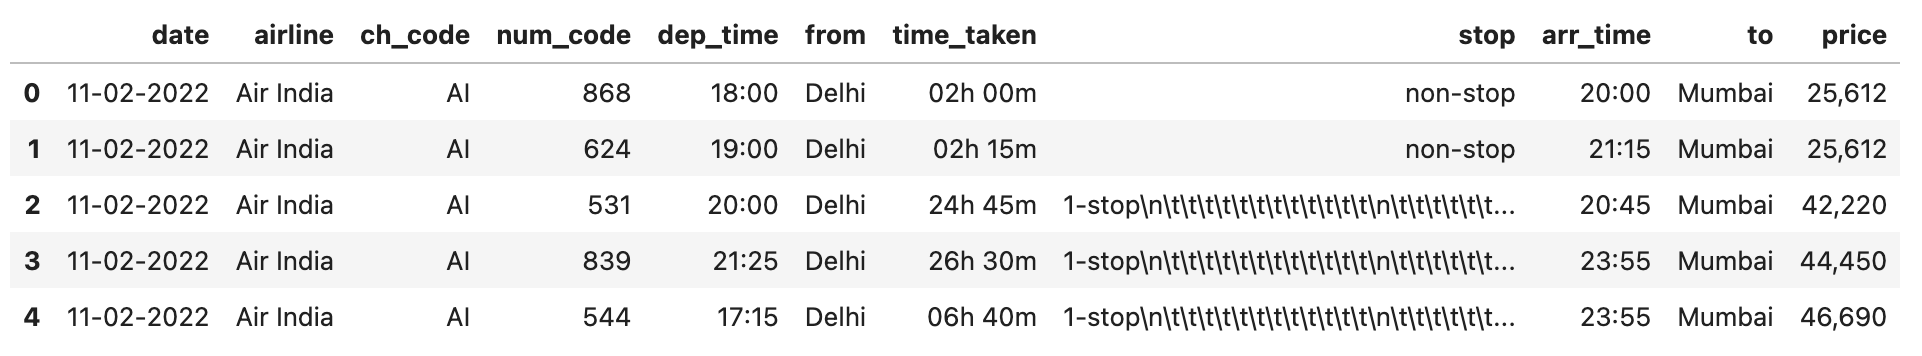 date airline ch_code num_code dep_time from time_taken stop arr_time to price
0 11-02-2022 Air India AI 868 18:00 Delhi 02h 00m non-stop 20:00 Mumbai 25,612
1 11-02-2022 Air India AI 624 19:00 Delhi 02h 15m non-stop 21:15 Mumbai 25,612
2 11-02-2022 Air India AI 531 20:00 Delhi 24h 45m 1-stop\n\t\t\t\t\t\t\t\t\t\t\t\t\n\t\t\t\t\t\t... 20:45 Mumbai 42,220
3 11-02-2022 Air India AI 839 21:25 Delhi 26h 30m 1-stop\n\t\t\t\t\t\t\t\t\t\t\t\t\n\t\t\t\t\t\t... 23:55 Mumbai 44,450
4 11-02-2022 Air India AI 544 17:15 Delhi 06h 40m 1-stop\n\t\t\t\t\t\t\t\t\t\t\t\t\n\t\t\t\t\t\t... 23:55 Mumbai 46,690